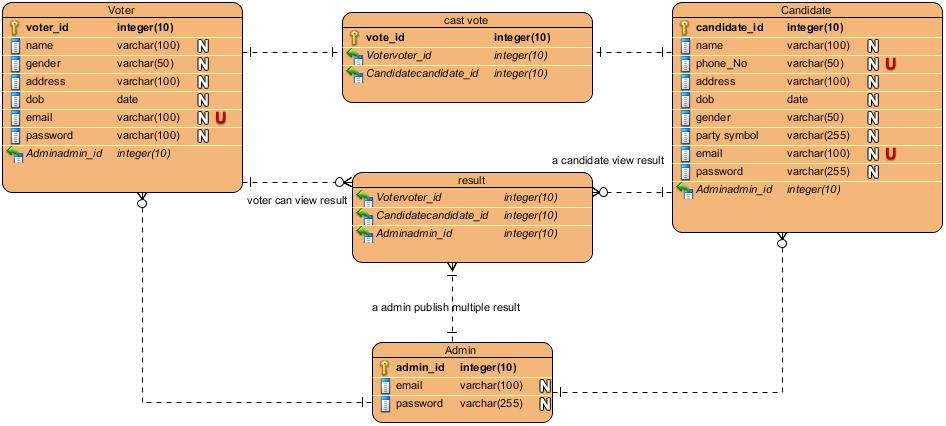 Voter
voter_id integer(10)
name varchar(100) N
gender varchar(50) N
address varchar(100) N
dob date N
email varchar(100) N U
password varchar(100) N
Adminadmin_id integer(10)
cast vote
vote_id integer(10)
Votervoter_id integer(10)
Candidatecandidate_id integer(10)
Candidate
candidate_id integer(10)
name varchar(100) N
phone_No varchar(50) N U
address varchar(100) N
dob date N
gender varchar(50) N
party symbol varchar(255) N
email varchar(100) N U
password varchar(255) N
Adminadmin_id integer(10)
a candidate view result
voter can view result
result
Votervoter_id integer(10)
Candidatecandidate_id integer(10)
Adminadmin_id integer(10)
a admin publish multiple result
Admin
admin_id integer(10)
email varchar(100) N
password varchar(255) N